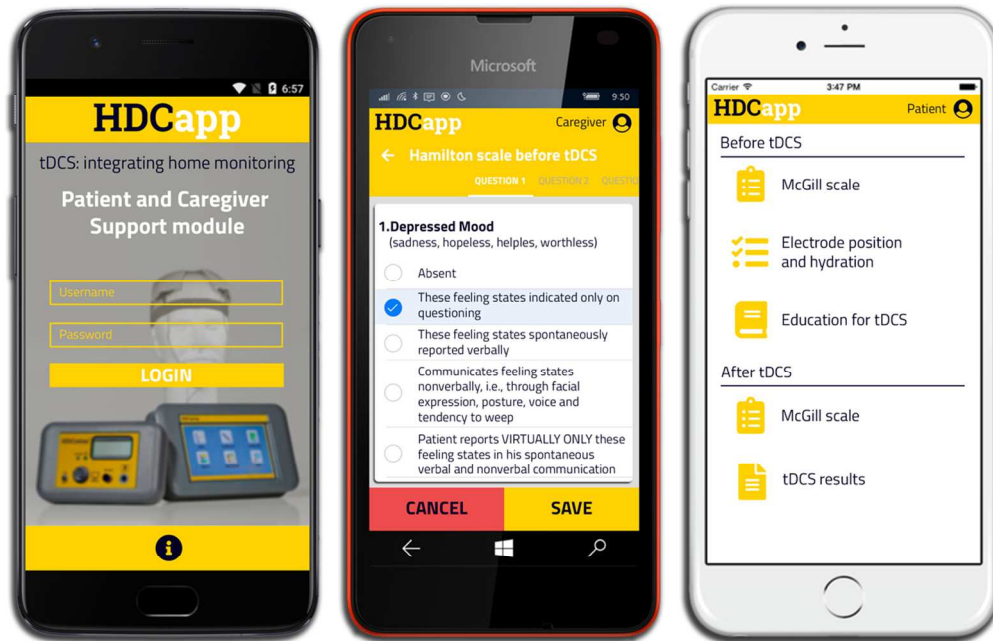 6:57
HDCapp
tDCS: integrating home monitoring
Patient and Caregiver
Support module
Username
Password
LOGIN
Microsoft
9:50
HDCapp
Caregiver
Hamilton scale before tDCS
QUESTION 1 QUESTION 2 QUESTIO
1.Depressed Mood
(sadness, hopeless, helples, worthless)
Absent
These feeling states indicated only on
questioning
These feeling states spontaneously
reported verbally
Communicates feeling states
nonverbally, i.e., through facial
expression, posture, voice and
tendency to weep
Patient reports VIRTUALLY ONLY these
feeling states in his spontaneous
verbal and nonverbal communication
CANCEL SAVE
Carrier 3:47 PM
HDCapp
Patient
Before tDCS
McGill scale
Electrode position
and hydration
Education for tDCS
After tDCS
McGill scale
tDCS results